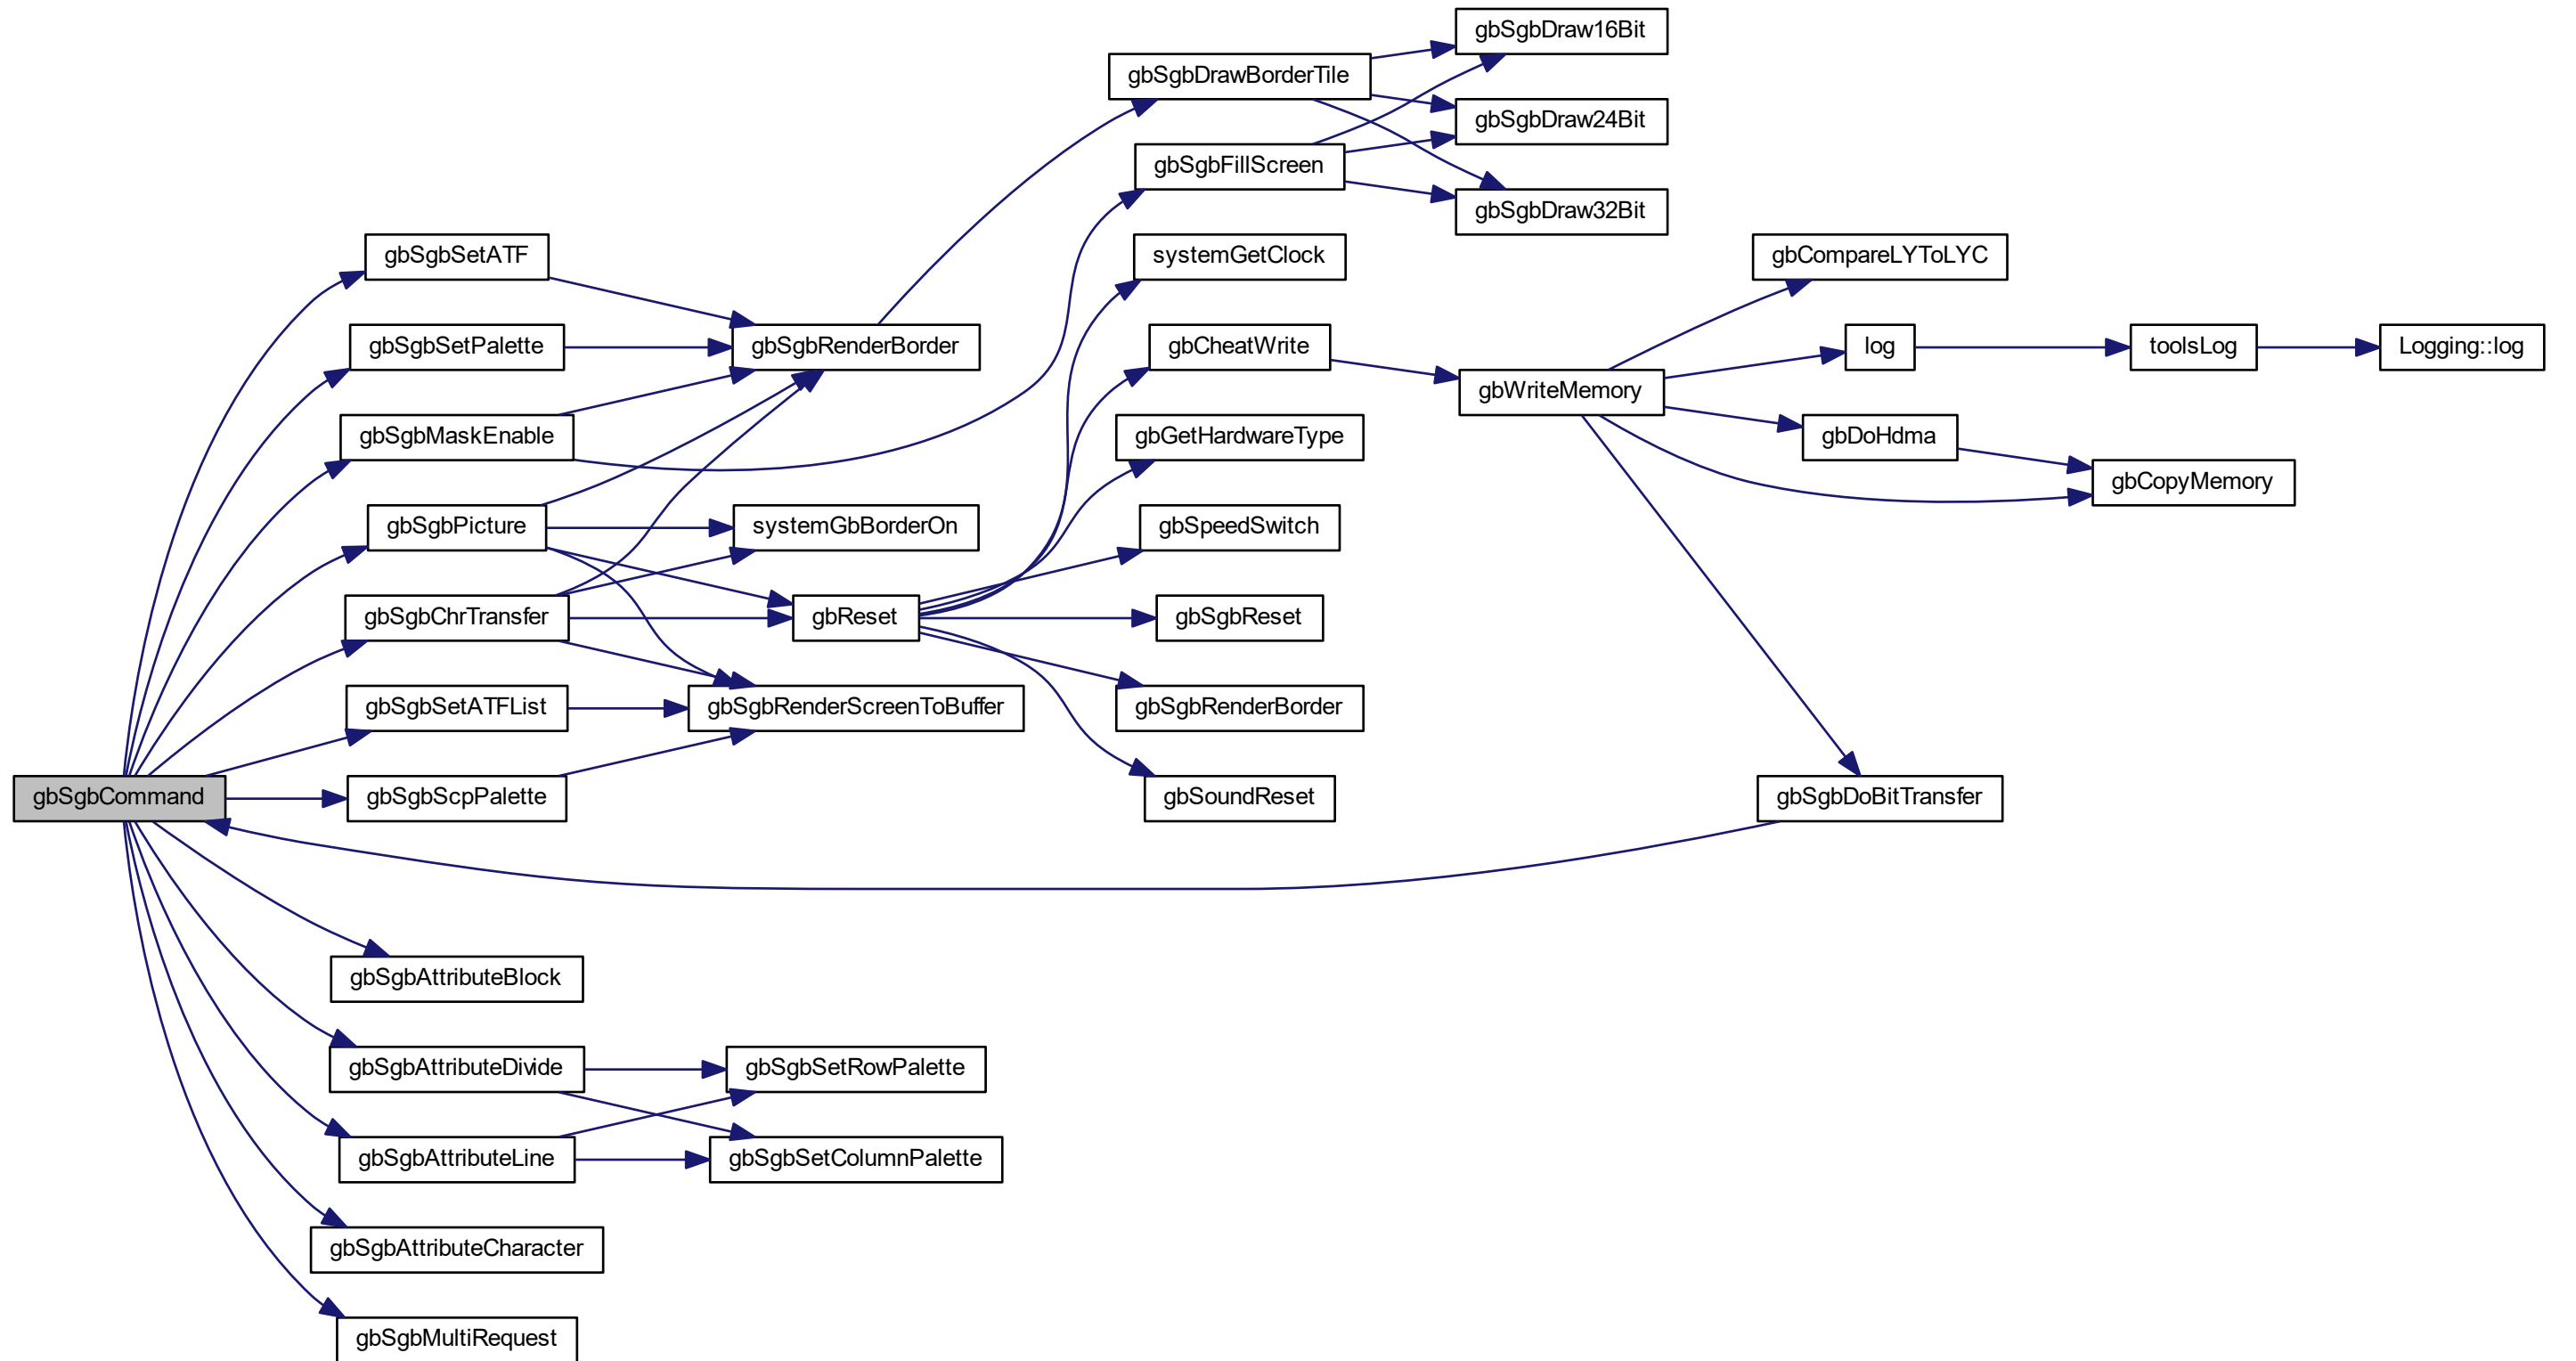 gbSgbDraw16Bit
gbSgbDrawBorderTile
gbSgbDraw24Bit
gbSgbFillScreen
gbSgbDraw32Bit
gbSgbSetATF
systemGetClock
gbCompareLYToLYC
gbSgbSetPalette
gbSgbRenderBorder
gbCheatWrite
log
toolsLog
Logging::log
gbWriteMemory
gbSgbMaskEnable
gbGetHardwareType
gbDoHdma
gbCopyMemory
gbSgbPicture
systemGbBorderOn
gbSpeedSwitch
gbSgbChrTransfer
gbReset
gbSgbReset
gbSgbSetATFList
gbSgbRenderScreenToBuffer
gbSgbRenderBorder
gbSgbCommand
gbSgbScpPalette
gbSoundReset
gbSgbDoBitTransfer
gbSgbAttributeBlock
gbSgbAttributeDivide
gbSgbSetRowPalette
gbSgbAttributeLine
gbSgbSetColumnPalette
gbSgbAttributeCharacter
gbSgbMultiRequest